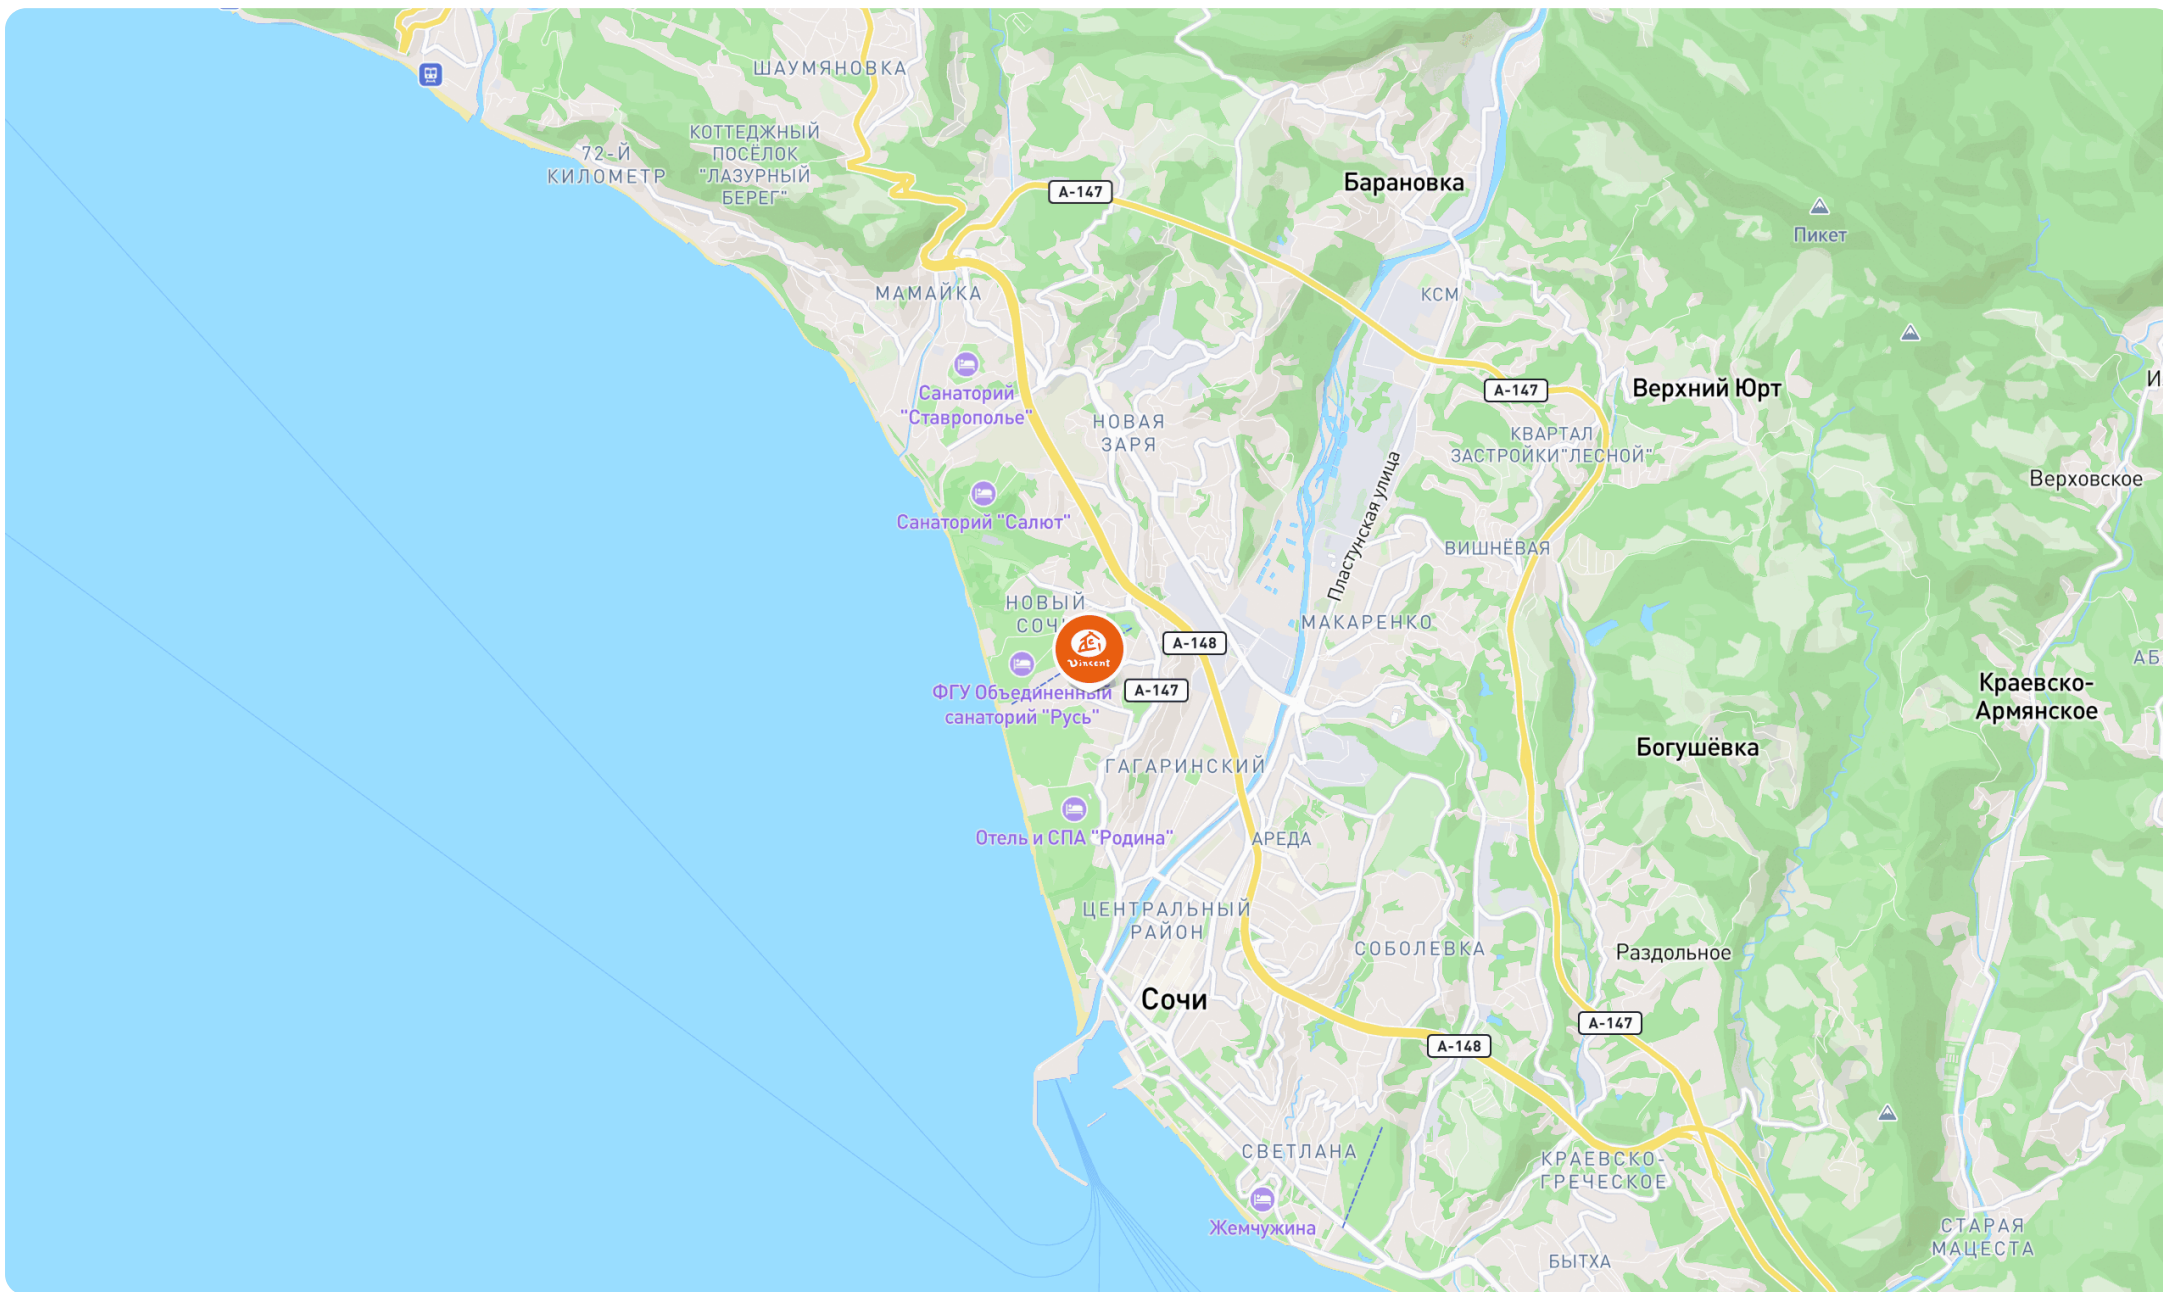 ШАУМЯНОВКА
КОТТЕДЖНЫЙ
ПОСЁЛОК
"ЛАЗУРНЫЙ
БЕРЕГ"
72-Й
КИЛОМЕТР
А-147
Барановка
Пикет
МАМАЙКА
КСМ
Санаторий
"Ставрополье"
НОВАЯ
ЗАРЯ
А-147
Верхний Юрт
КВАРТАЛ
ЗАСТРОЙКИ"ЛЕСНОЙ"
Верховское
Санаторий "Салют"
Пластунская улица
ВИШНЁВАЯ
НОВЫЙ
СОЧ
Vincent
А-148
МАКАРЕНКО
А-147
ФГУ Объединенный
санаторий "Русь"
Краевско-
Армянское
АБ
И
Богушёвка
ГАГАРИНСКИЙ
Отель и СПА "Родина"
АРЕДА
ЦЕНТРАЛЬНЫЙ
РАЙОН
СОБОЛЕВКА
Раздольное
Сочи
А-147
А-148
СВЕТЛАНА
КРАЕВСКО-
ГРЕЧЕСКОЕ
Жемчужина
БЫТХА
СТАРАЯ
МАЦЕСТА